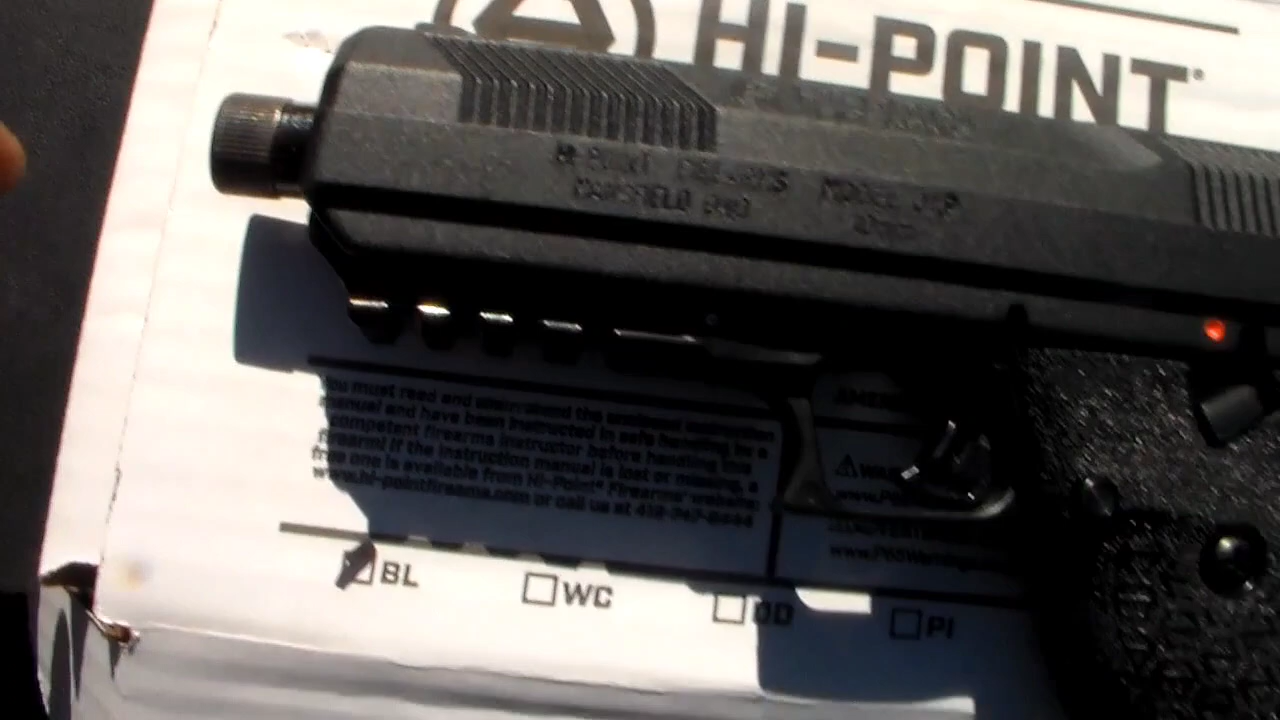 HI-POINT
HI-POINT FIREARMS MODEL JXP
MANSFIELD OHIO
You must read and understand the enclosed instruction
manual and have been instructed in safe handling by a
competent firearms instructor before handling this
firearm! If the instruction manual is lost or missing, a
free one is available from Hi-Point® Firearms' website:
www.hi-pointfirearms.com or call us at
BL
WC
OD
PI